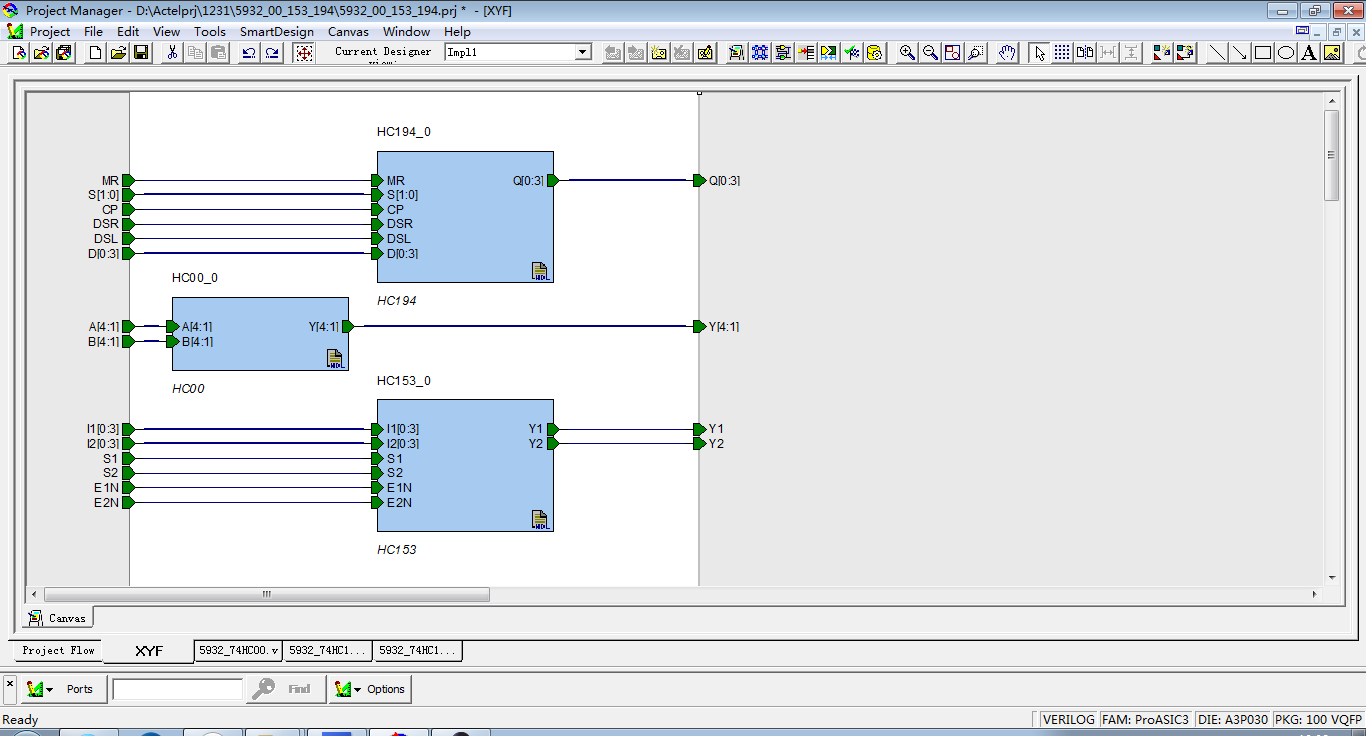 Project Manager - D:\Actelprj\1231\5932_00_153_194\5932_00_153_194.prj * - [XYF]
Project File Edit View Tools SmartDesign Canvas Window Help
Current Designer
Impl1
HC194_0
MR MR Q[0:3] Q[0:3]
S[1:0] S[1:0]
CP CP
DSR DSR
DSL DSL
D[0:3] D[0:3]
HC00_0
HC194
A[4:1] A[4:1] Y[4:1] Y[4:1]
B[4:1] B[4:1]
HC00
HC153_0
I1[0:3] I1[0:3] Y1 Y1
I2[0:3] I2[0:3] Y2 Y2
S1 S1
S2 S2
E1N E1N
E2N E2N
HC153
Canvas
Project Flow XYF 5932_74HC00.v 5932_74HC1... 5932_74HC1...
Ports Find Options
Ready VERILOG FAM: ProASIC3 DIE: A3P030 PKG: 100 VQFP